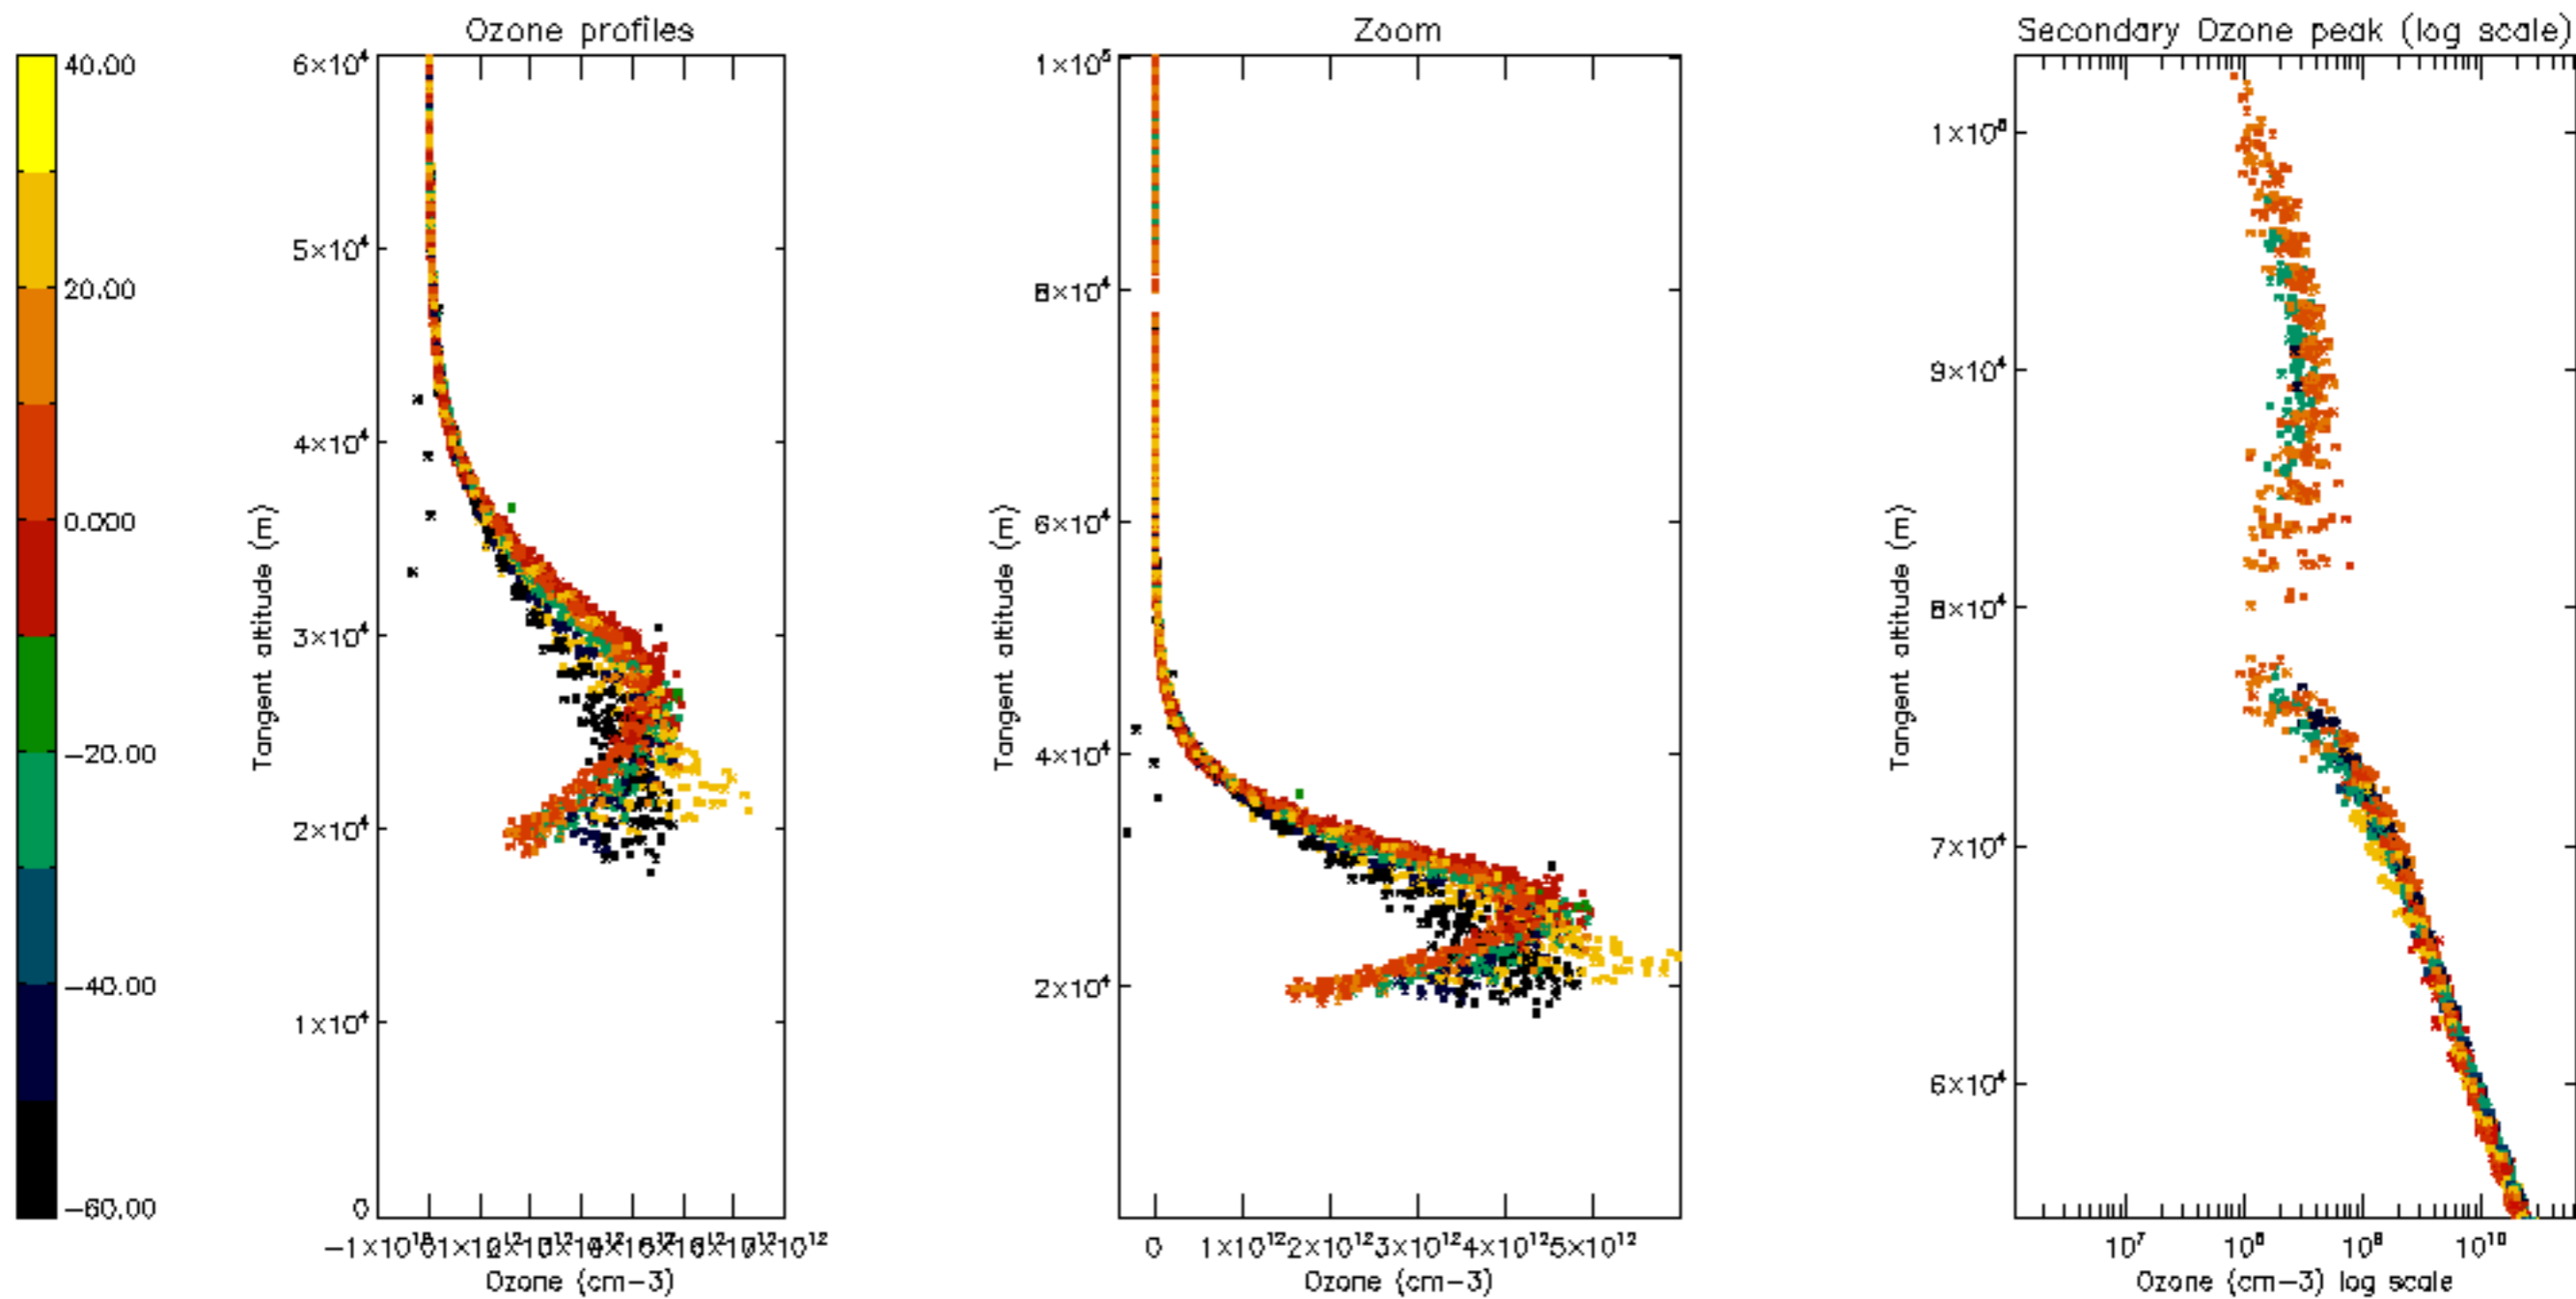 Ozone profiles
Zoom
Secondary Ozone peak (log scale)
40.00
20.00
0.000
−20.00
−40.00
−60.00
Tangent altitude (m)
6×10⁴
5×10⁴
4×10⁴
3×10⁴
2×10⁴
1×10⁴
0
Ozone (cm−3)
Tangent altitude (m)
1×10⁵
8×10⁴
6×10⁴
4×10⁴
2×10⁴
0 1×10¹² 2×10¹² 3×10¹² 4×10¹² 5×10¹²
Ozone (cm−3)
Tangent altitude (m)
1×10⁵
9×10⁴
8×10⁴
7×10⁴
6×10⁴
10⁷ 10⁸ 10⁹ 10¹⁰
Ozone (cm−3) log scale